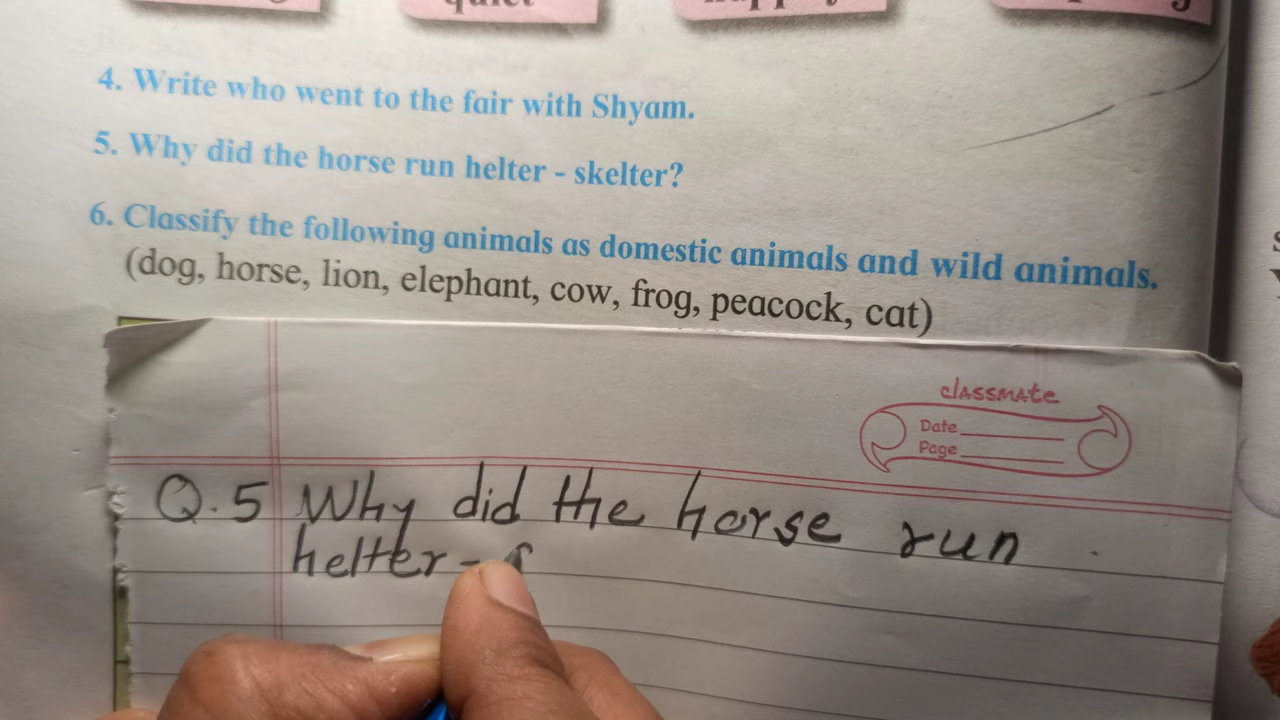 quiet
4. Write who went to the fair with Shyam.
5. Why did the horse run helter - skelter?
6. Classify the following animals as domestic animals and wild animals.
(dog, horse, lion, elephant, cow, frog, peacock, cat)
classmate
Date
Page
Q.5 Why did the horse run
helter-